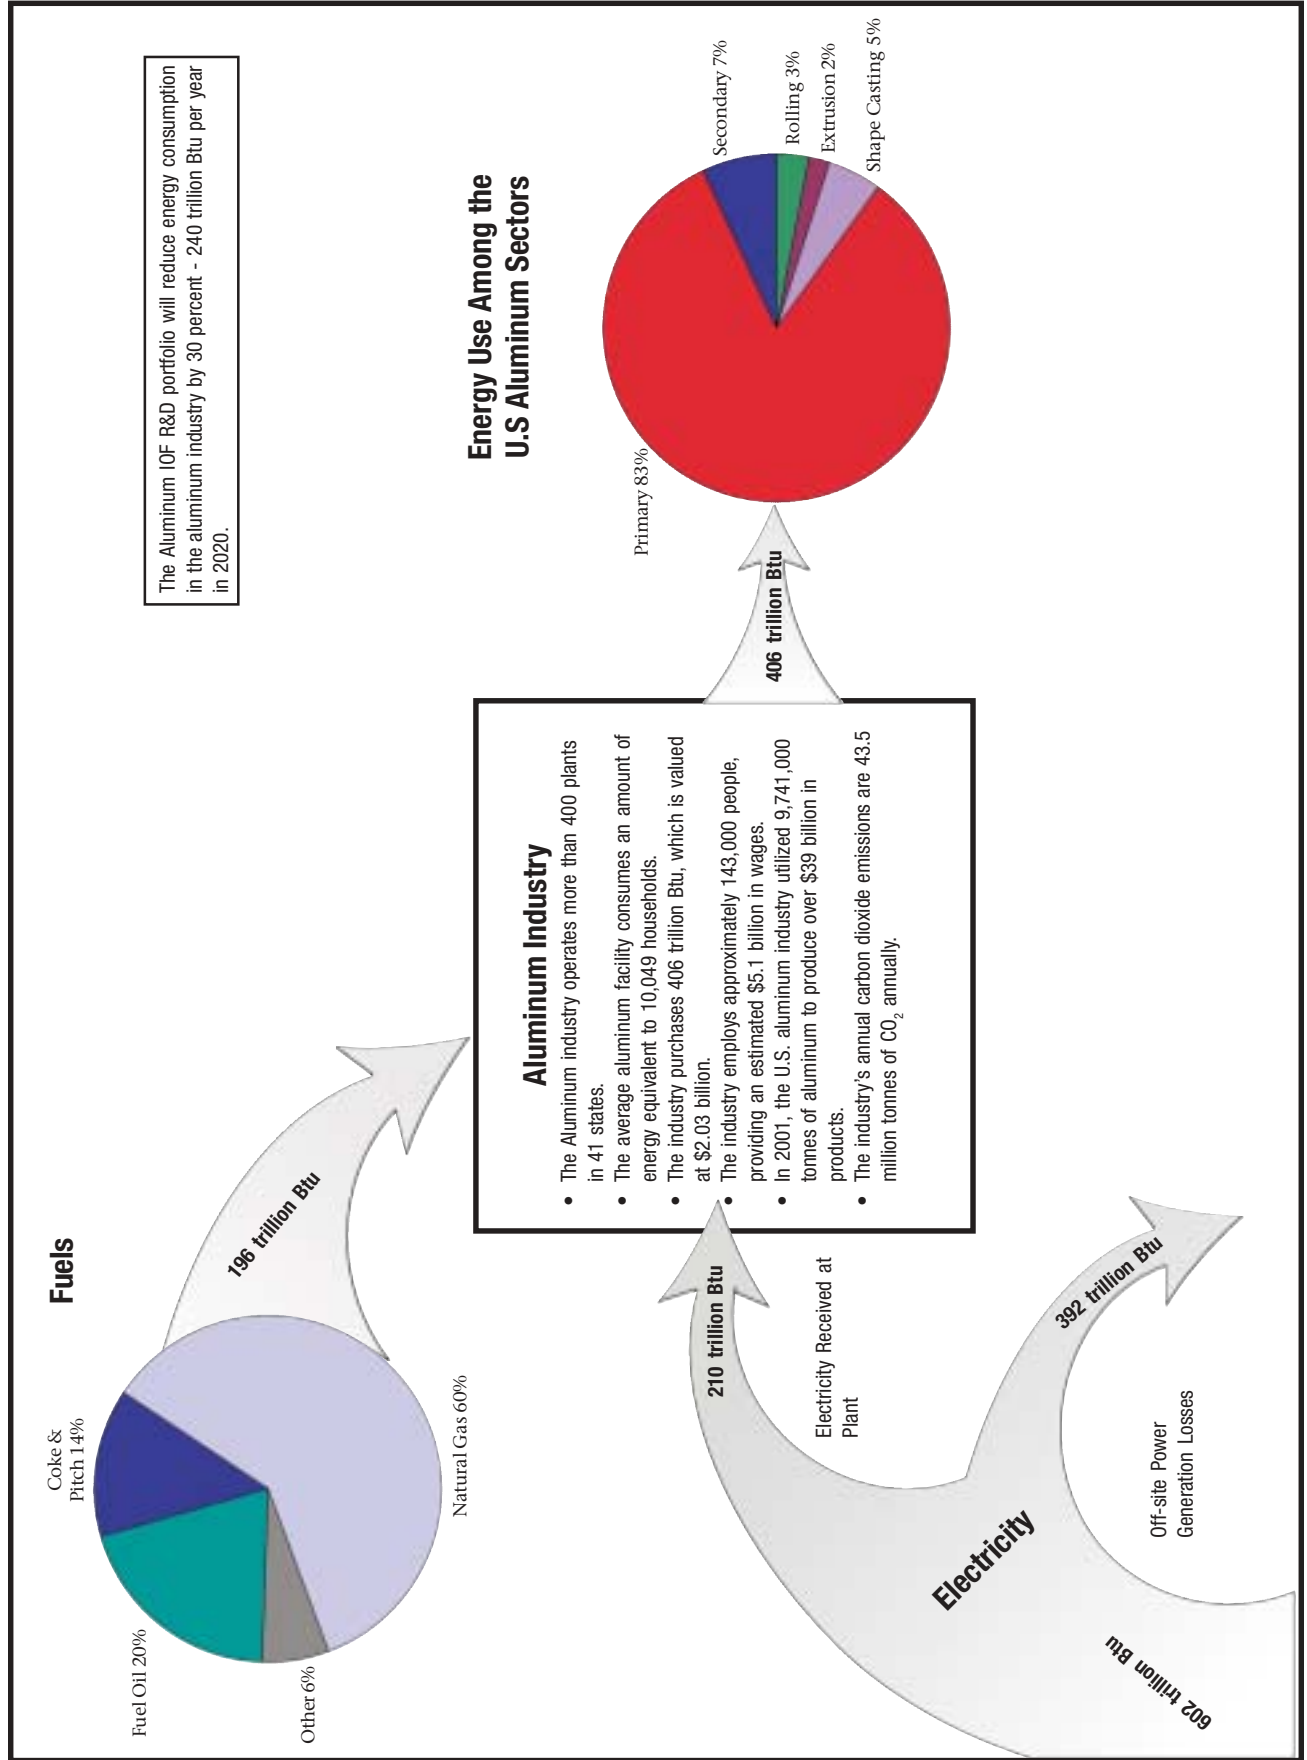 Fuels
Coke &
Pitch 14%
Fuel Oil 20%
Other 6%
Natural Gas 60%
196 trillion Btu
The Aluminum IOF R&D portfolio will reduce energy consumption
in the aluminum industry by 30 percent - 240 trillion Btu per year
in 2020.
Aluminum Industry
• The Aluminum industry operates more than 400 plants
in 41 states.
• The average aluminum facility consumes an amount of
energy equivalent to 10,049 households.
• The industry purchases 406 trillion Btu, which is valued
at $2.03 billion.
• The industry employs approximately 143,000 people,
providing an estimated $5.1 billion in wages.
• In 2001, the U.S. aluminum industry utilized 9,741,000
tonnes of aluminum to produce over $39 billion in
products.
• The industry's annual carbon dioxide emissions are 43.5
million tonnes of CO2 annually.
406 trillion Btu
Energy Use Among the
U.S Aluminum Sectors
Primary 83%
Secondary 7%
Rolling 3%
Extrusion 2%
Shape Casting 5%
210 trillion Btu
Electricity Received at
Plant
Electricity
602 trillion Btu
392 trillion Btu
Off-site Power
Generation Losses